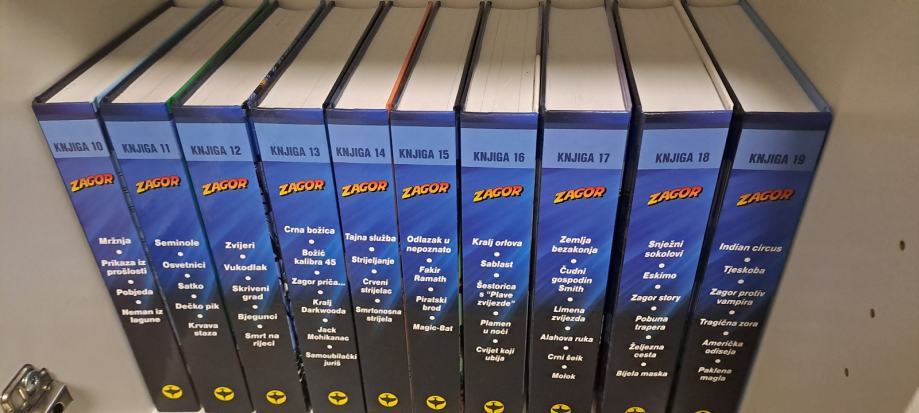 KNJIGA 10
ZAGOR
Mržnja
Prikaza iz
prošlosti
Pobjeda
Neman iz
lagune
KNJIGA 11
ZAGOR
Seminole
Osvetnici
Satko
Dečko pik
Krvava
staza
KNJIGA 12
ZAGOR
Zvijeri
Vukodlak
Skriveni
grad
Bjegunci
Smrt na
rijeci
KNJIGA 13
ZAGOR
Crna božica
Božić
kalibra 45
Zagor priča...
Kralj
Darkwooda
Jack
Mohikanac
Samoubilački
juriš
KNJIGA 14
ZAGOR
Tajna služba
Strijeljanje
Crveni
strijelac
Smrtonosna
strijela
KNJIGA 15
ZAGOR
Odlazak u
nepoznato
Fakir
Ramath
Piratski
brod
Magic-Bat
KNJIGA 16
ZAGOR
Kralj orlova
Sablast
Šestorica
s "Plave
zvijezde"
Plamen
u noći
Cvijet koji
ubija
KNJIGA 17
ZAGOR
Zemlja
bezakonja
Čudni
gospodin
Smith
Limena
zvijezda
Alahova ruka
Crni šeik
Molok
KNJIGA 18
ZAGOR
Snježni
sokolovi
Eskimo
Zagor story
Pobuna
trapera
Željezna
cesta
Bijela maska
KNJIGA 19
ZAGOR
Indian circus
Tjeskoba
Zagor protiv
vampira
Tragična zora
Američka
odiseja
Paklena
magla